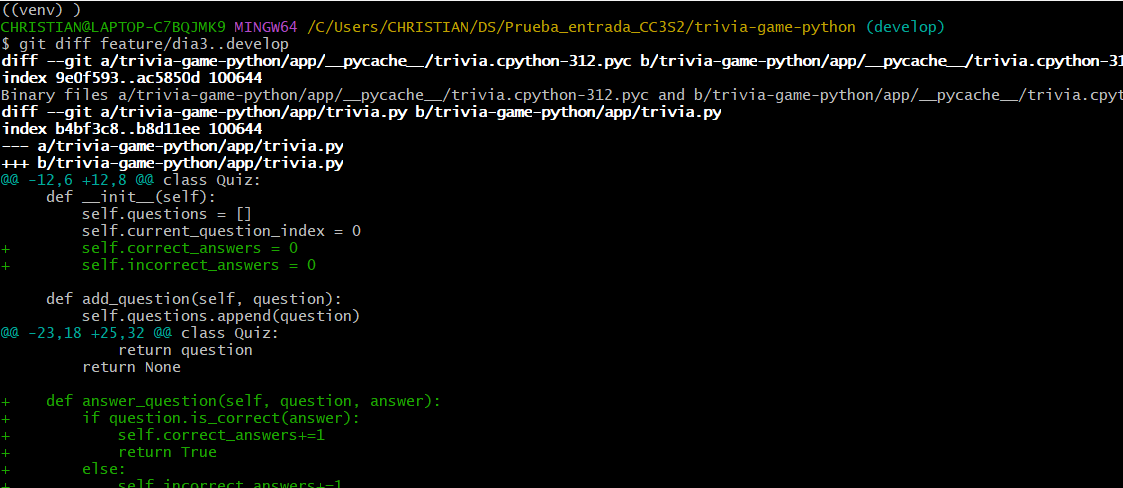 ((venv) )
CHRISTIAN@LAPTOP-C7BQJMK9 MINGW64 /C/Users/CHRISTIAN/DS/Prueba_entrada_CC3S2/trivia-game-python (develop)
$ git diff feature/dia3..develop
diff --git a/trivia-game-python/app/__pycache__/trivia.cpython-312.pyc b/trivia-game-python/app/__pycache__/trivia.cpython-31
index 9e0f593..ac5850d 100644
Binary files a/trivia-game-python/app/__pycache__/trivia.cpython-312.pyc and b/trivia-game-python/app/__pycache__/trivia.cpyt
diff --git a/trivia-game-python/app/trivia.py b/trivia-game-python/app/trivia.py
index b4bf3c8..b8d11ee 100644
--- a/trivia-game-python/app/trivia.py
+++ b/trivia-game-python/app/trivia.py
@@ -12,6 +12,8 @@ class Quiz:
     def __init__(self):
         self.questions = []
         self.current_question_index = 0
+        self.correct_answers = 0
+        self.incorrect_answers = 0
     def add_question(self, question):
         self.questions.append(question)
@@ -23,18 +25,32 @@ class Quiz:
             return question
         return None
+    def answer_question(self, question, answer):
+        if question.is_correct(answer):
+            self.correct_answers+=1
+            return True
+        else:
+            self.incorrect_answers+=1